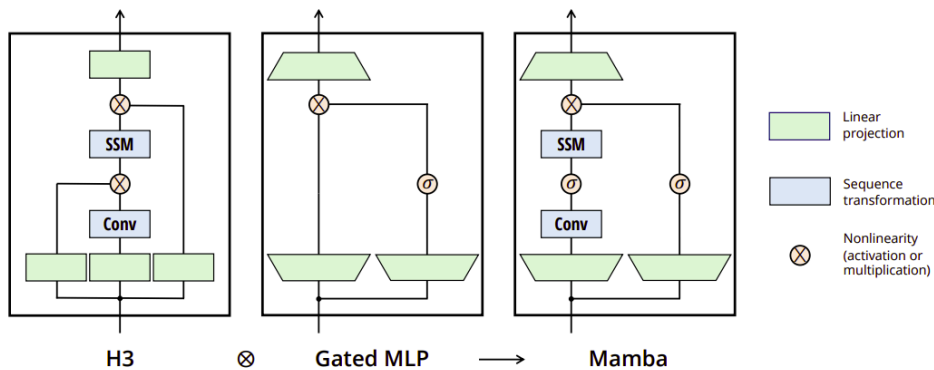 SSM
Conv
σ
SSM
σ
Conv
σ
Linear
projection
Sequence
transformation
Nonlinearity
(activation or
multiplication)
H3 ⊗ Gated MLP ⟶ Mamba